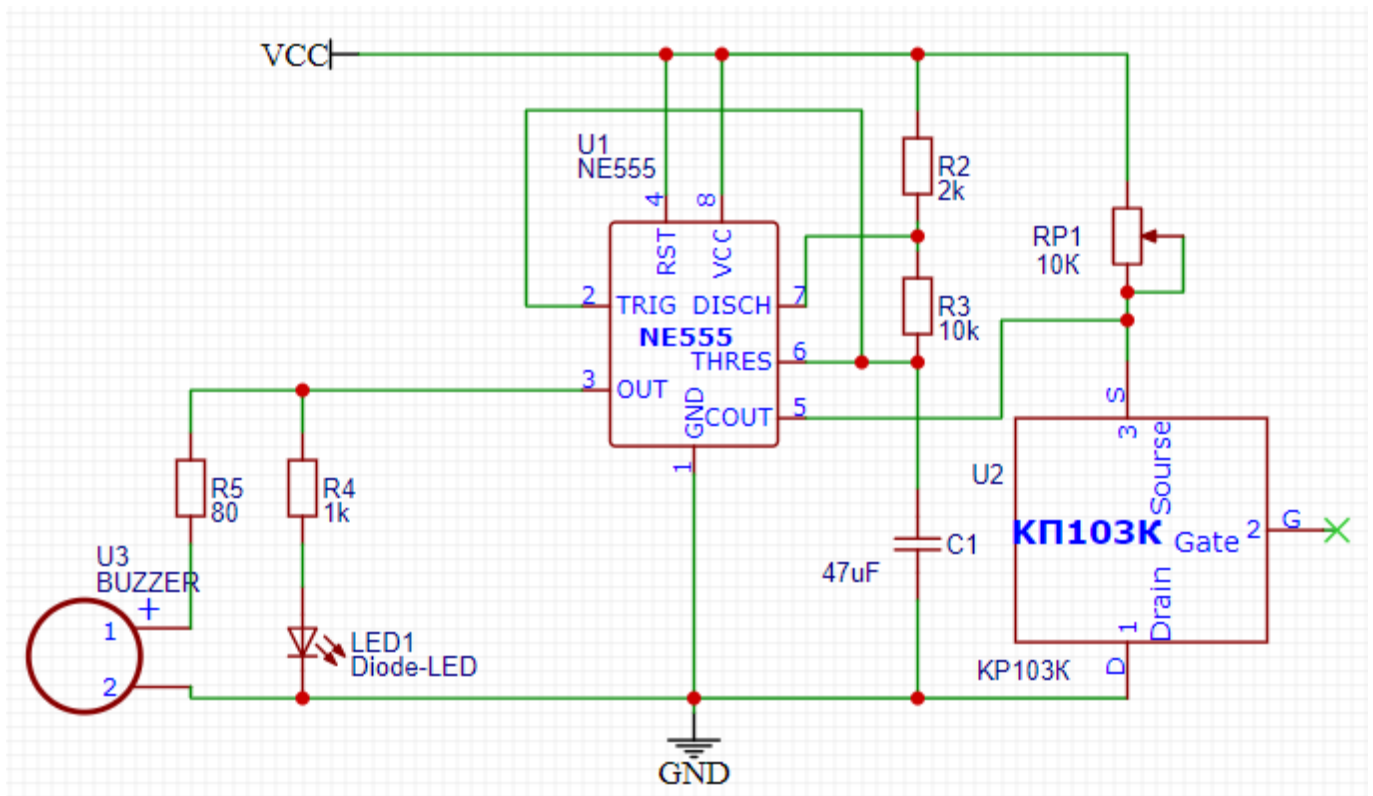 VCC
U1
NE555
4
8
RST
VCC
2
TRIG
DISCH
7
NE555
THRES
6
3
OUT
GND
COUT
5
1
R2
2k
R3
10k
RP1
10K
R5
80
R4
1k
U3
BUZZER
+
1
2
LED1
Diode-LED
C1
47uF
S
3
Sourse
U2
КП103К
Gate
2
G
Drain
1
D
KP103K
GND